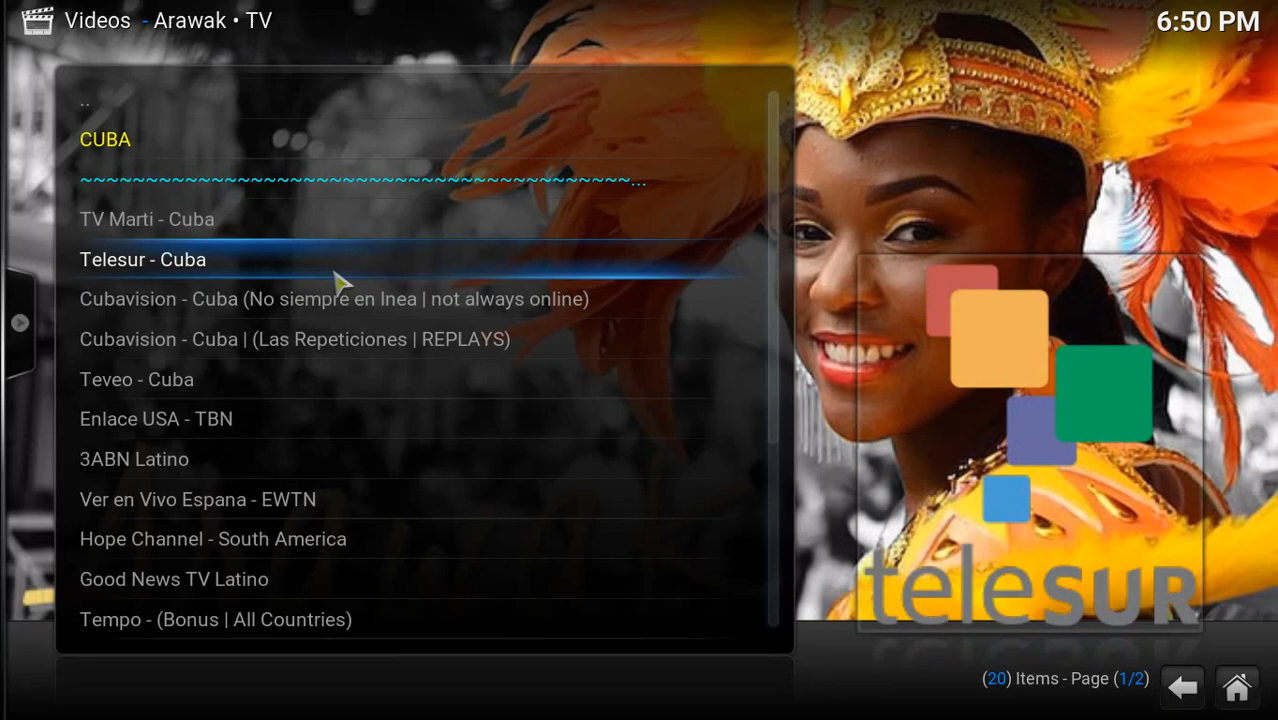 Videos - Arawak • TV
6:50 PM
..
CUBA
~~~~~~~~~~~~~~~~~~~~~~~~~~~~~~~~~~~~~~~~~~...
TV Marti - Cuba
Telesur - Cuba
Cubavision - Cuba (No siempre en lnea | not always online)
Cubavision - Cuba | (Las Repeticiones | REPLAYS)
Teveo - Cuba
Enlace USA - TBN
3ABN Latino
Ver en Vivo Espana - EWTN
Hope Channel - South America
Good News TV Latino
Tempo - (Bonus | All Countries)
teleSUR
(20) Items - Page (1/2)